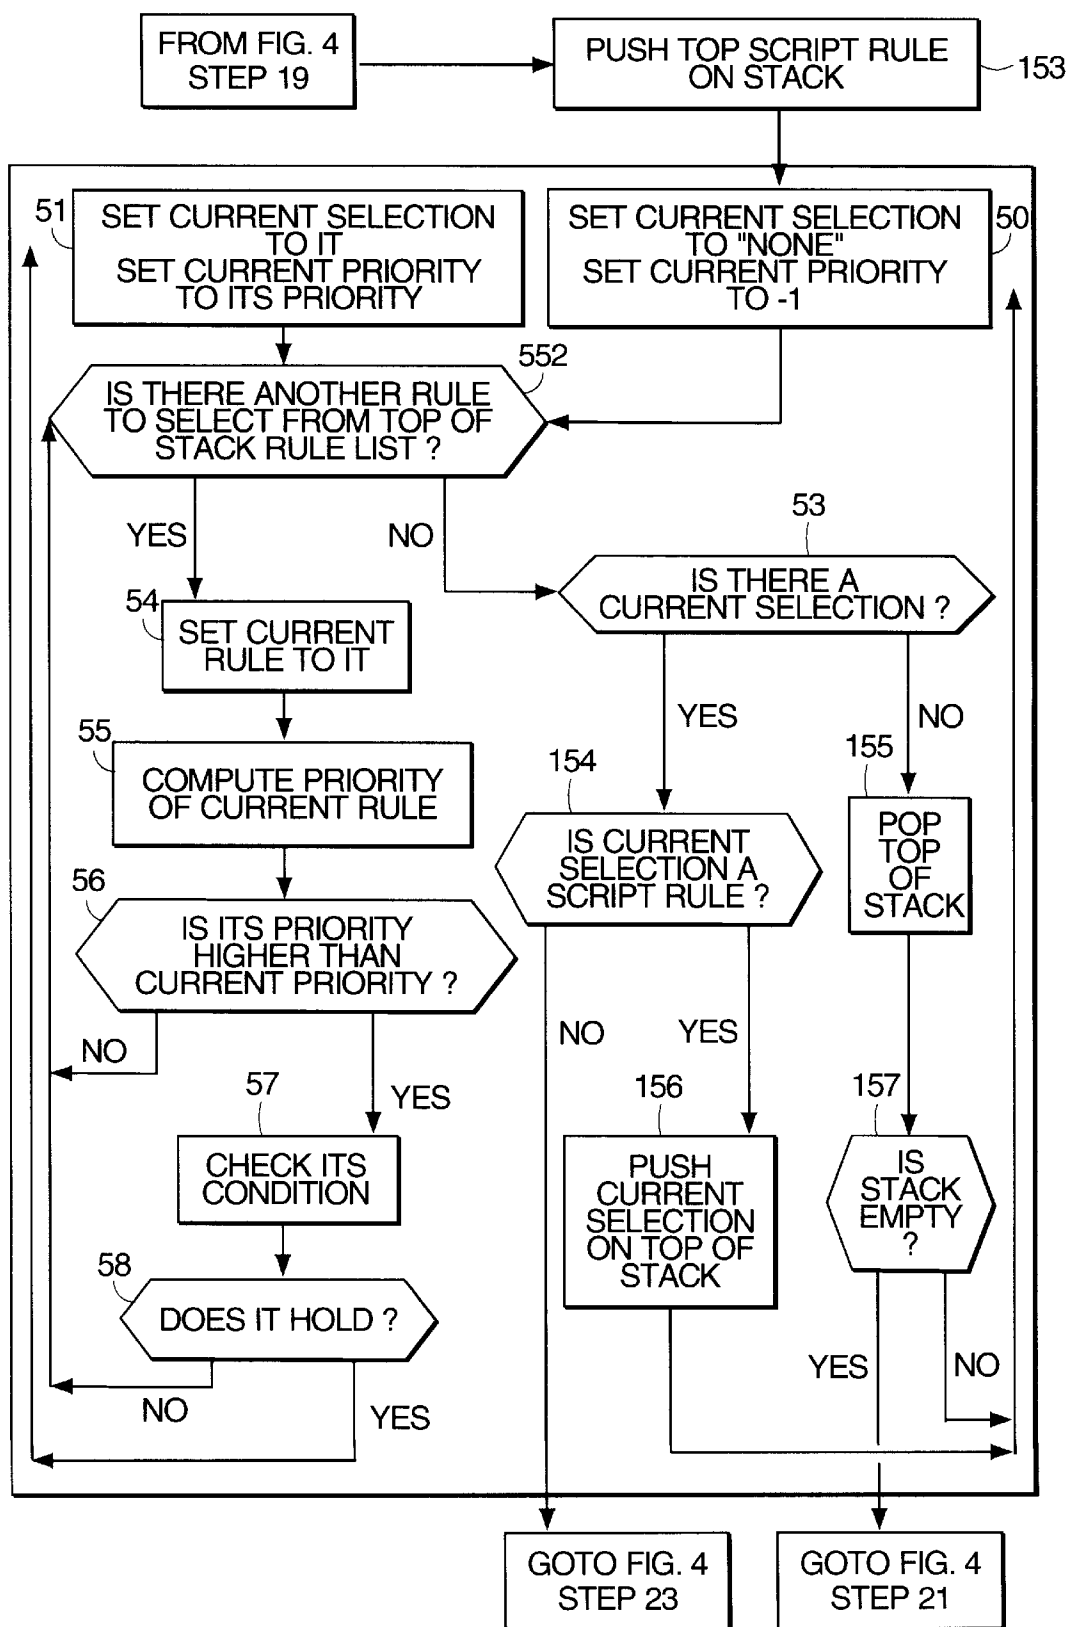 FROM FIG. 4
STEP 19
PUSH TOP SCRIPT RULE
ON STACK
153
51
SET CURRENT SELECTION
TO IT
SET CURRENT PRIORITY
TO ITS PRIORITY
SET CURRENT SELECTION
TO "NONE"
SET CURRENT PRIORITY
TO -1
50
552
IS THERE ANOTHER RULE
TO SELECT FROM TOP OF
STACK RULE LIST ?
YES
NO
53
IS THERE A
CURRENT SELECTION ?
54
SET CURRENT
RULE TO IT
YES
NO
55
COMPUTE PRIORITY
OF CURRENT RULE
154
IS CURRENT
SELECTION A
SCRIPT RULE ?
155
POP
TOP
OF
STACK
56
IS ITS PRIORITY
HIGHER THAN
CURRENT PRIORITY ?
NO
YES
NO
YES
57
CHECK ITS
CONDITION
156
PUSH
CURRENT
SELECTION
ON TOP OF
STACK
157
IS
STACK
EMPTY
?
58
DOES IT HOLD ?
NO
YES
YES
NO
GOTO FIG. 4
STEP 23
GOTO FIG. 4
STEP 21